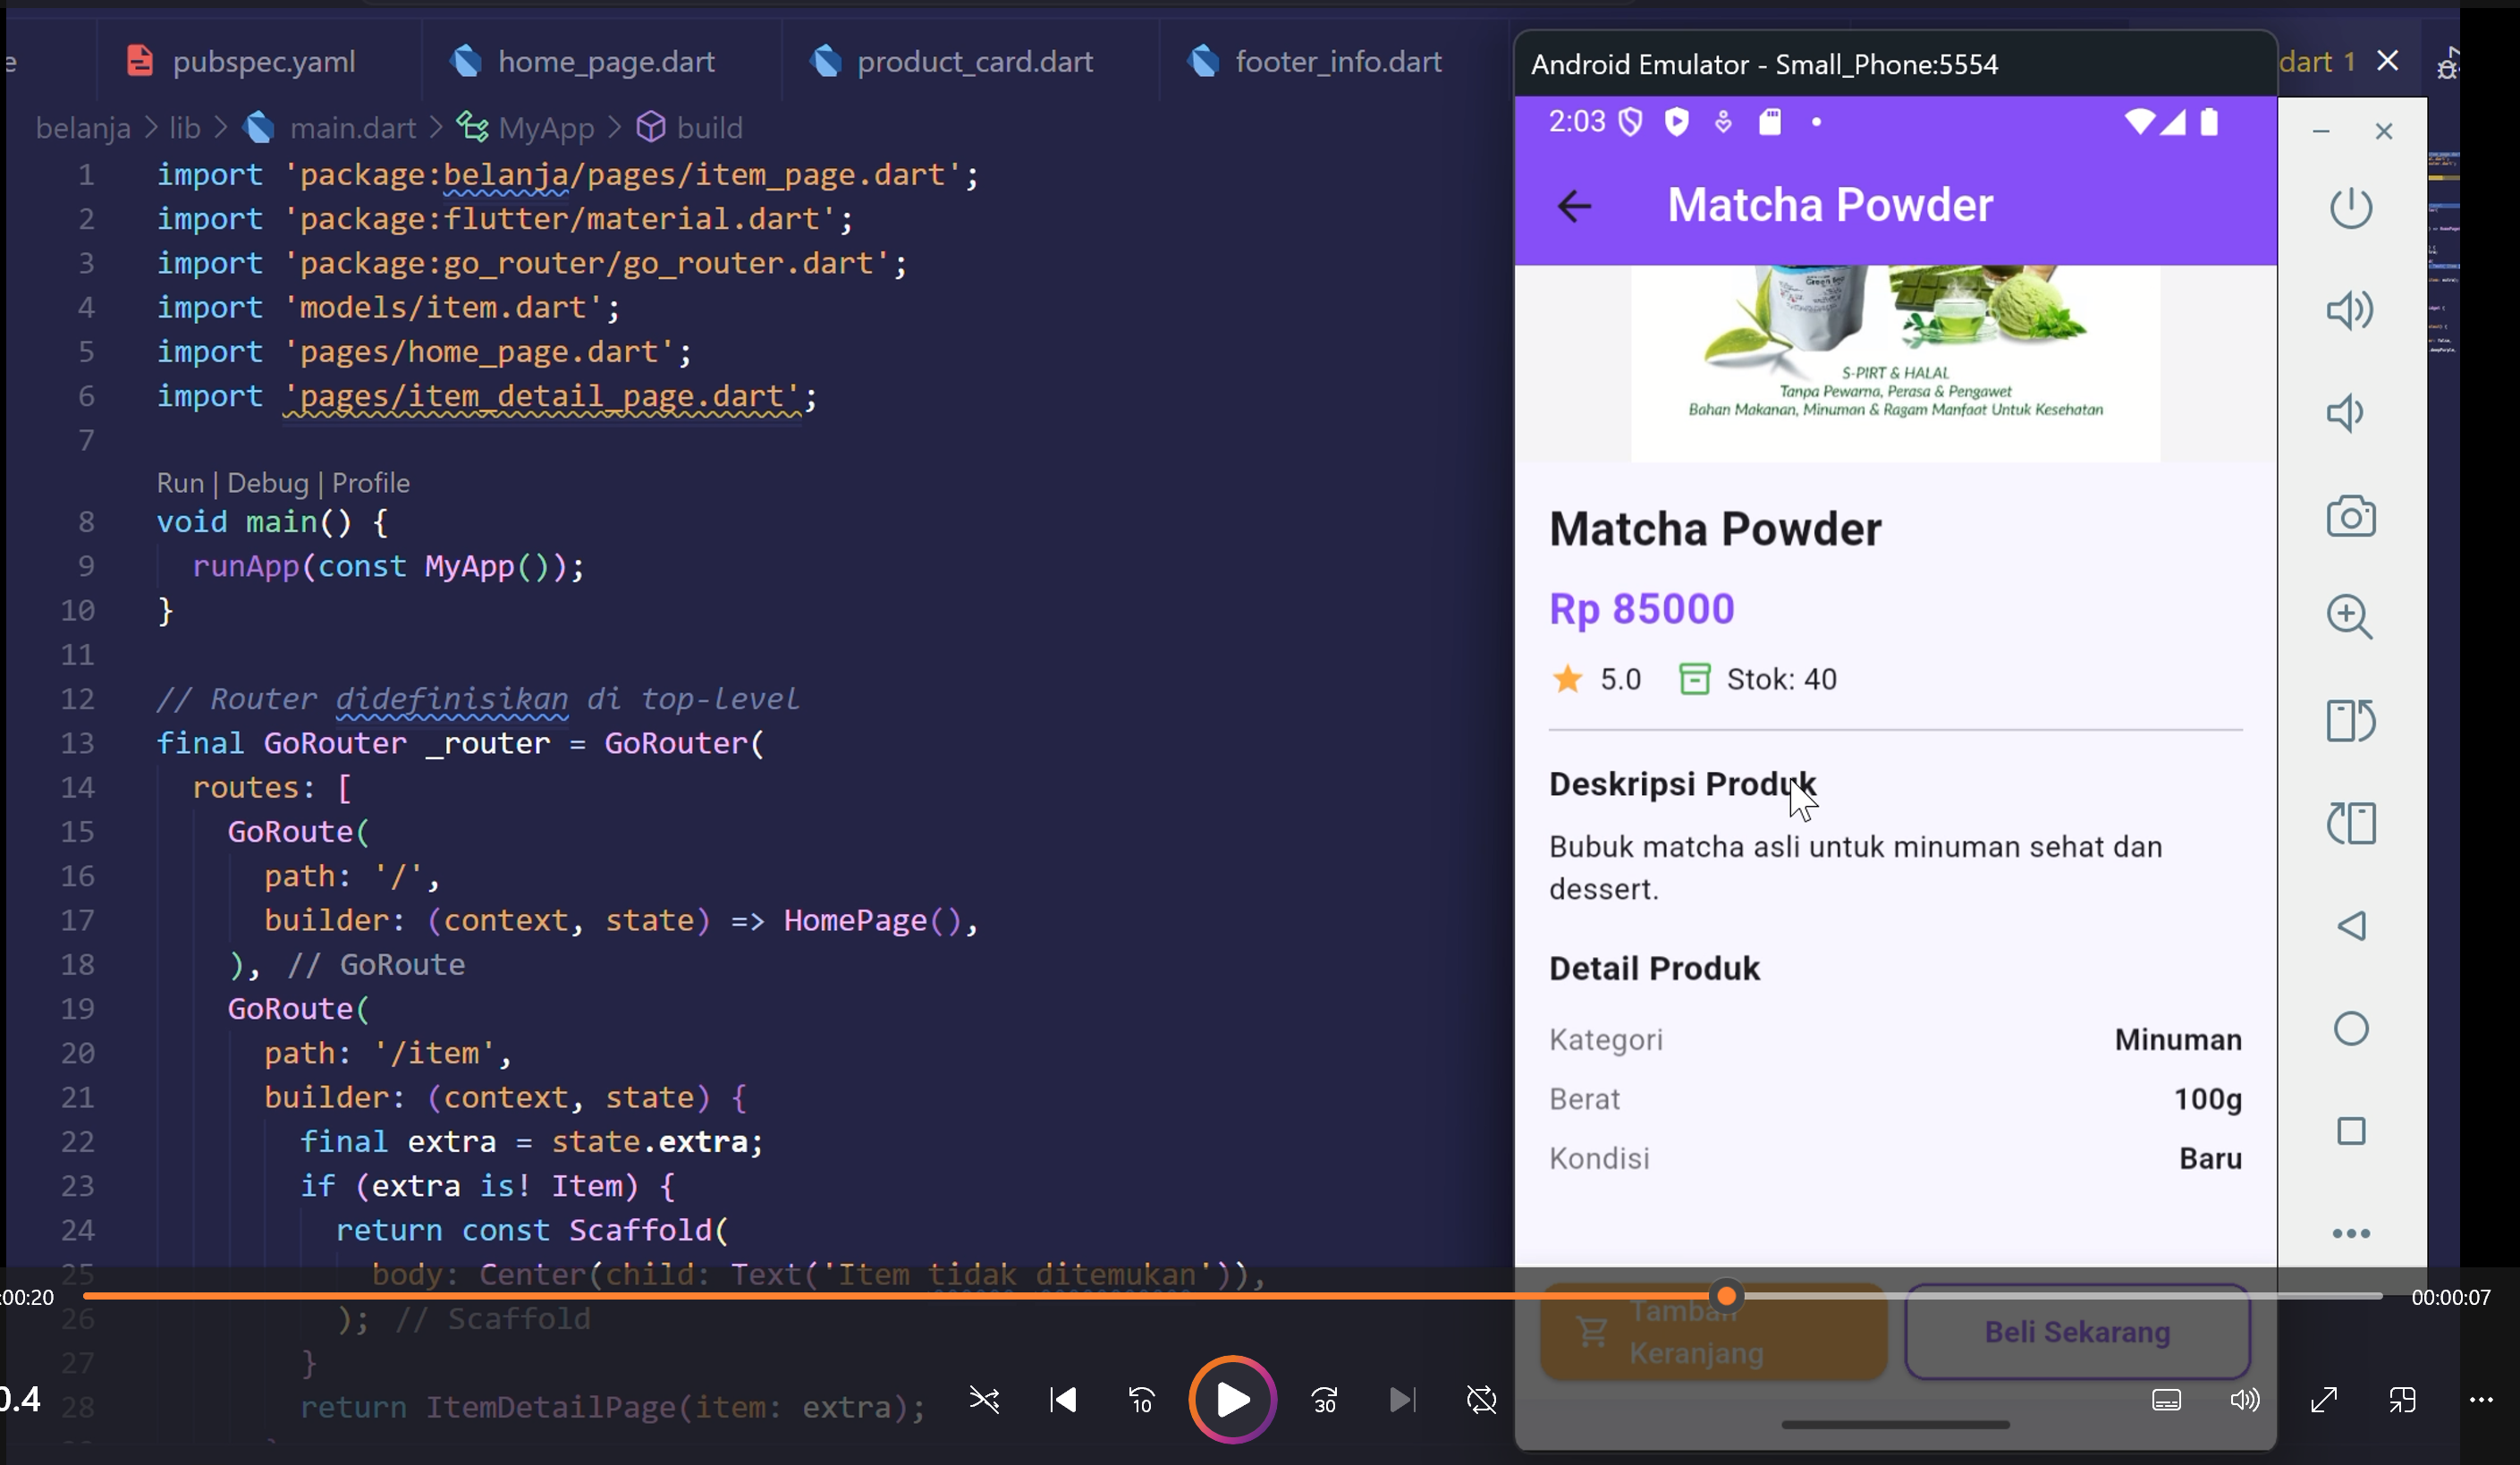 e
pubspec.yaml
home_page.dart
product_card.dart
footer_info.dart
dart 1
belanja > lib > main.dart > MyApp > build
1 import 'package:belanja/pages/item_page.dart';
2 import 'package:flutter/material.dart';
3 import 'package:go_router/go_router.dart';
4 import 'models/item.dart';
5 import 'pages/home_page.dart';
6 import 'pages/item_detail_page.dart';
7
Run | Debug | Profile
8 void main() {
9 runApp(const MyApp());
10 }
11
12 // Router didefinisikan di top-level
13 final GoRouter _router = GoRouter(
14 routes: [
15 GoRoute(
16 path: '/',
17 builder: (context, state) => HomePage(),
18 ), // GoRoute
19 GoRoute(
20 path: '/item',
21 builder: (context, state) {
22 final extra = state.extra;
23 if (extra is! Item) {
24 return const Scaffold(
25 body: Center(child: Text('Item tidak ditemukan')),
26 ); // Scaffold
27 }
28 return ItemDetailPage(item: extra);
Android Emulator - Small_Phone:5554
2:03
Matcha Powder
S-PIRT & HALAL
Tanpa Pewarna, Perasa & Pengawet
Bahan Makanan, Minuman & Ragam Manfaat Untuk Kesehatan
Matcha Powder
Rp 85000
5.0 Stok: 40
Deskripsi Produk
Bubuk matcha asli untuk minuman sehat dan
dessert.
Detail Produk
Kategori Minuman
Berat 100g
Kondisi Baru
Tambah
Keranjang
Beli Sekarang
:00:20
00:00:07
0.4
10
30